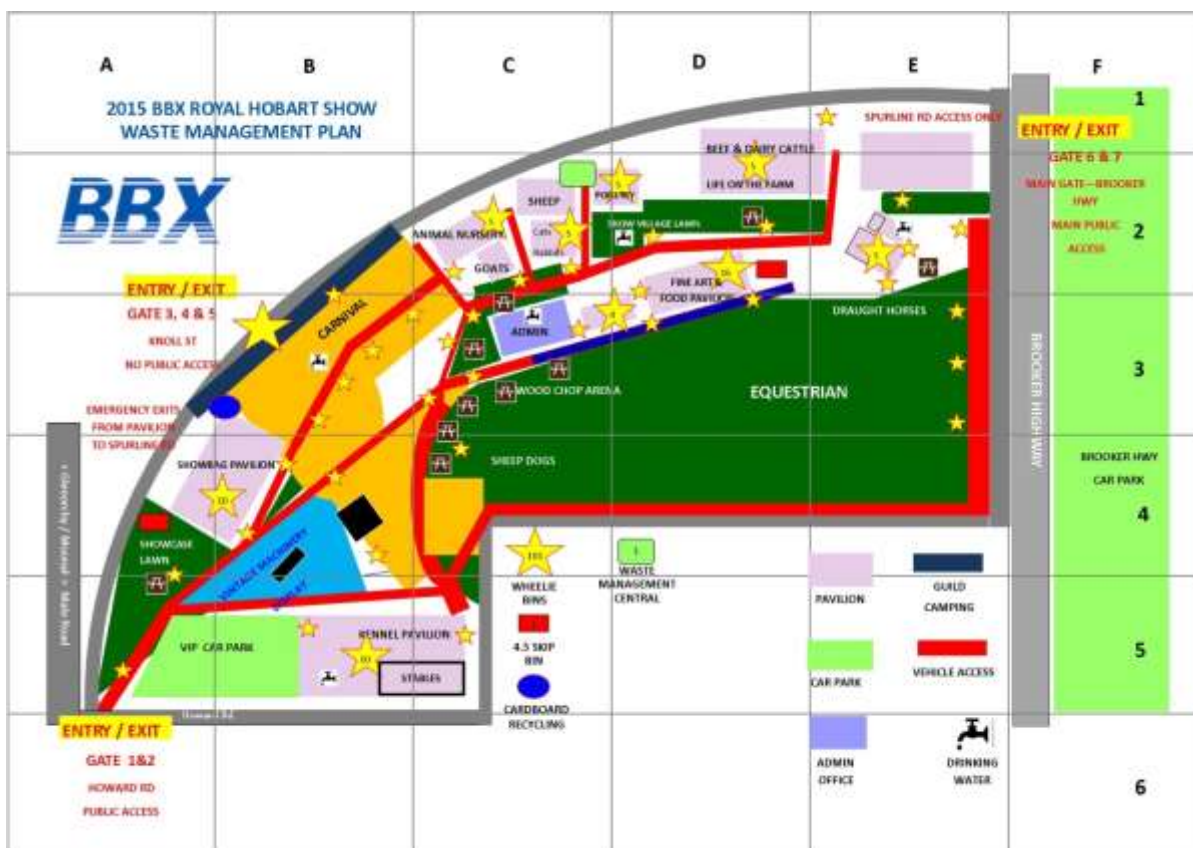 A B C D E F
2015 BBX ROYAL HOBART SHOW
WASTE MANAGEMENT PLAN
BBX
1
2
3
4
5
6
SPURLINE RD ACCESS ONLY
ENTRY / EXIT
GATE 6 & 7
MAIN GATE—BROOKER
HWY
MAIN PUBLIC
ACCESS
BEEF & DAIRY CATTLE
LIFE ON THE FARM
SHEEP
ANIMAL NURSERY
GOATS
SHOW VILLAGE LAWN
FINE ART &
FOOD PAVILION
ADMIN
DRAUGHT HORSES
ENTRY / EXIT
GATE 3, 4 & 5
KNOLL ST
NO PUBLIC ACCESS
CARNIVAL
EMERGENCY EXITS
FROM PAVILION
WOOD CHOP AREA
EQUESTRIAN
BROOKER HIGHWAY
BROOKER HWY
CAR PARK
SHOWBAG PAVILION
SHEEP DOGS
SHOWCASE
LAWN
VINTAGE MACHINERY
DISPLAY
VIP CAR PARK
KENNEL PAVILION
STABLES
WHEELIE
BINS
WASTE
MANAGEMENT
CENTRAL
4.5 SKIP
BIN
CARDBOARD
RECYCLING
PAVILION
GUILD
CAMPING
CAR PARK
VEHICLE ACCESS
ADMIN
OFFICE
DRINKING
WATER
ENTRY / EXIT
GATE 1&2
HOWARD RD
PUBLIC ACCESS